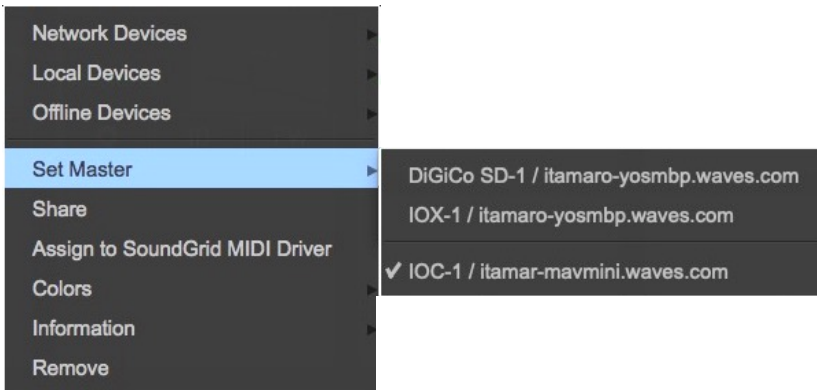 Network Devices
Local Devices
Offline Devices
Set Master
Share
Assign to SoundGrid MIDI Driver
Colors
Information
Remove
DiGiCo SD-1 / itamaro-yosmbp.waves.com
IOX-1 / itamaro-yosmbp.waves.com
✓ IOC-1 / itamar-mavmini.waves.com